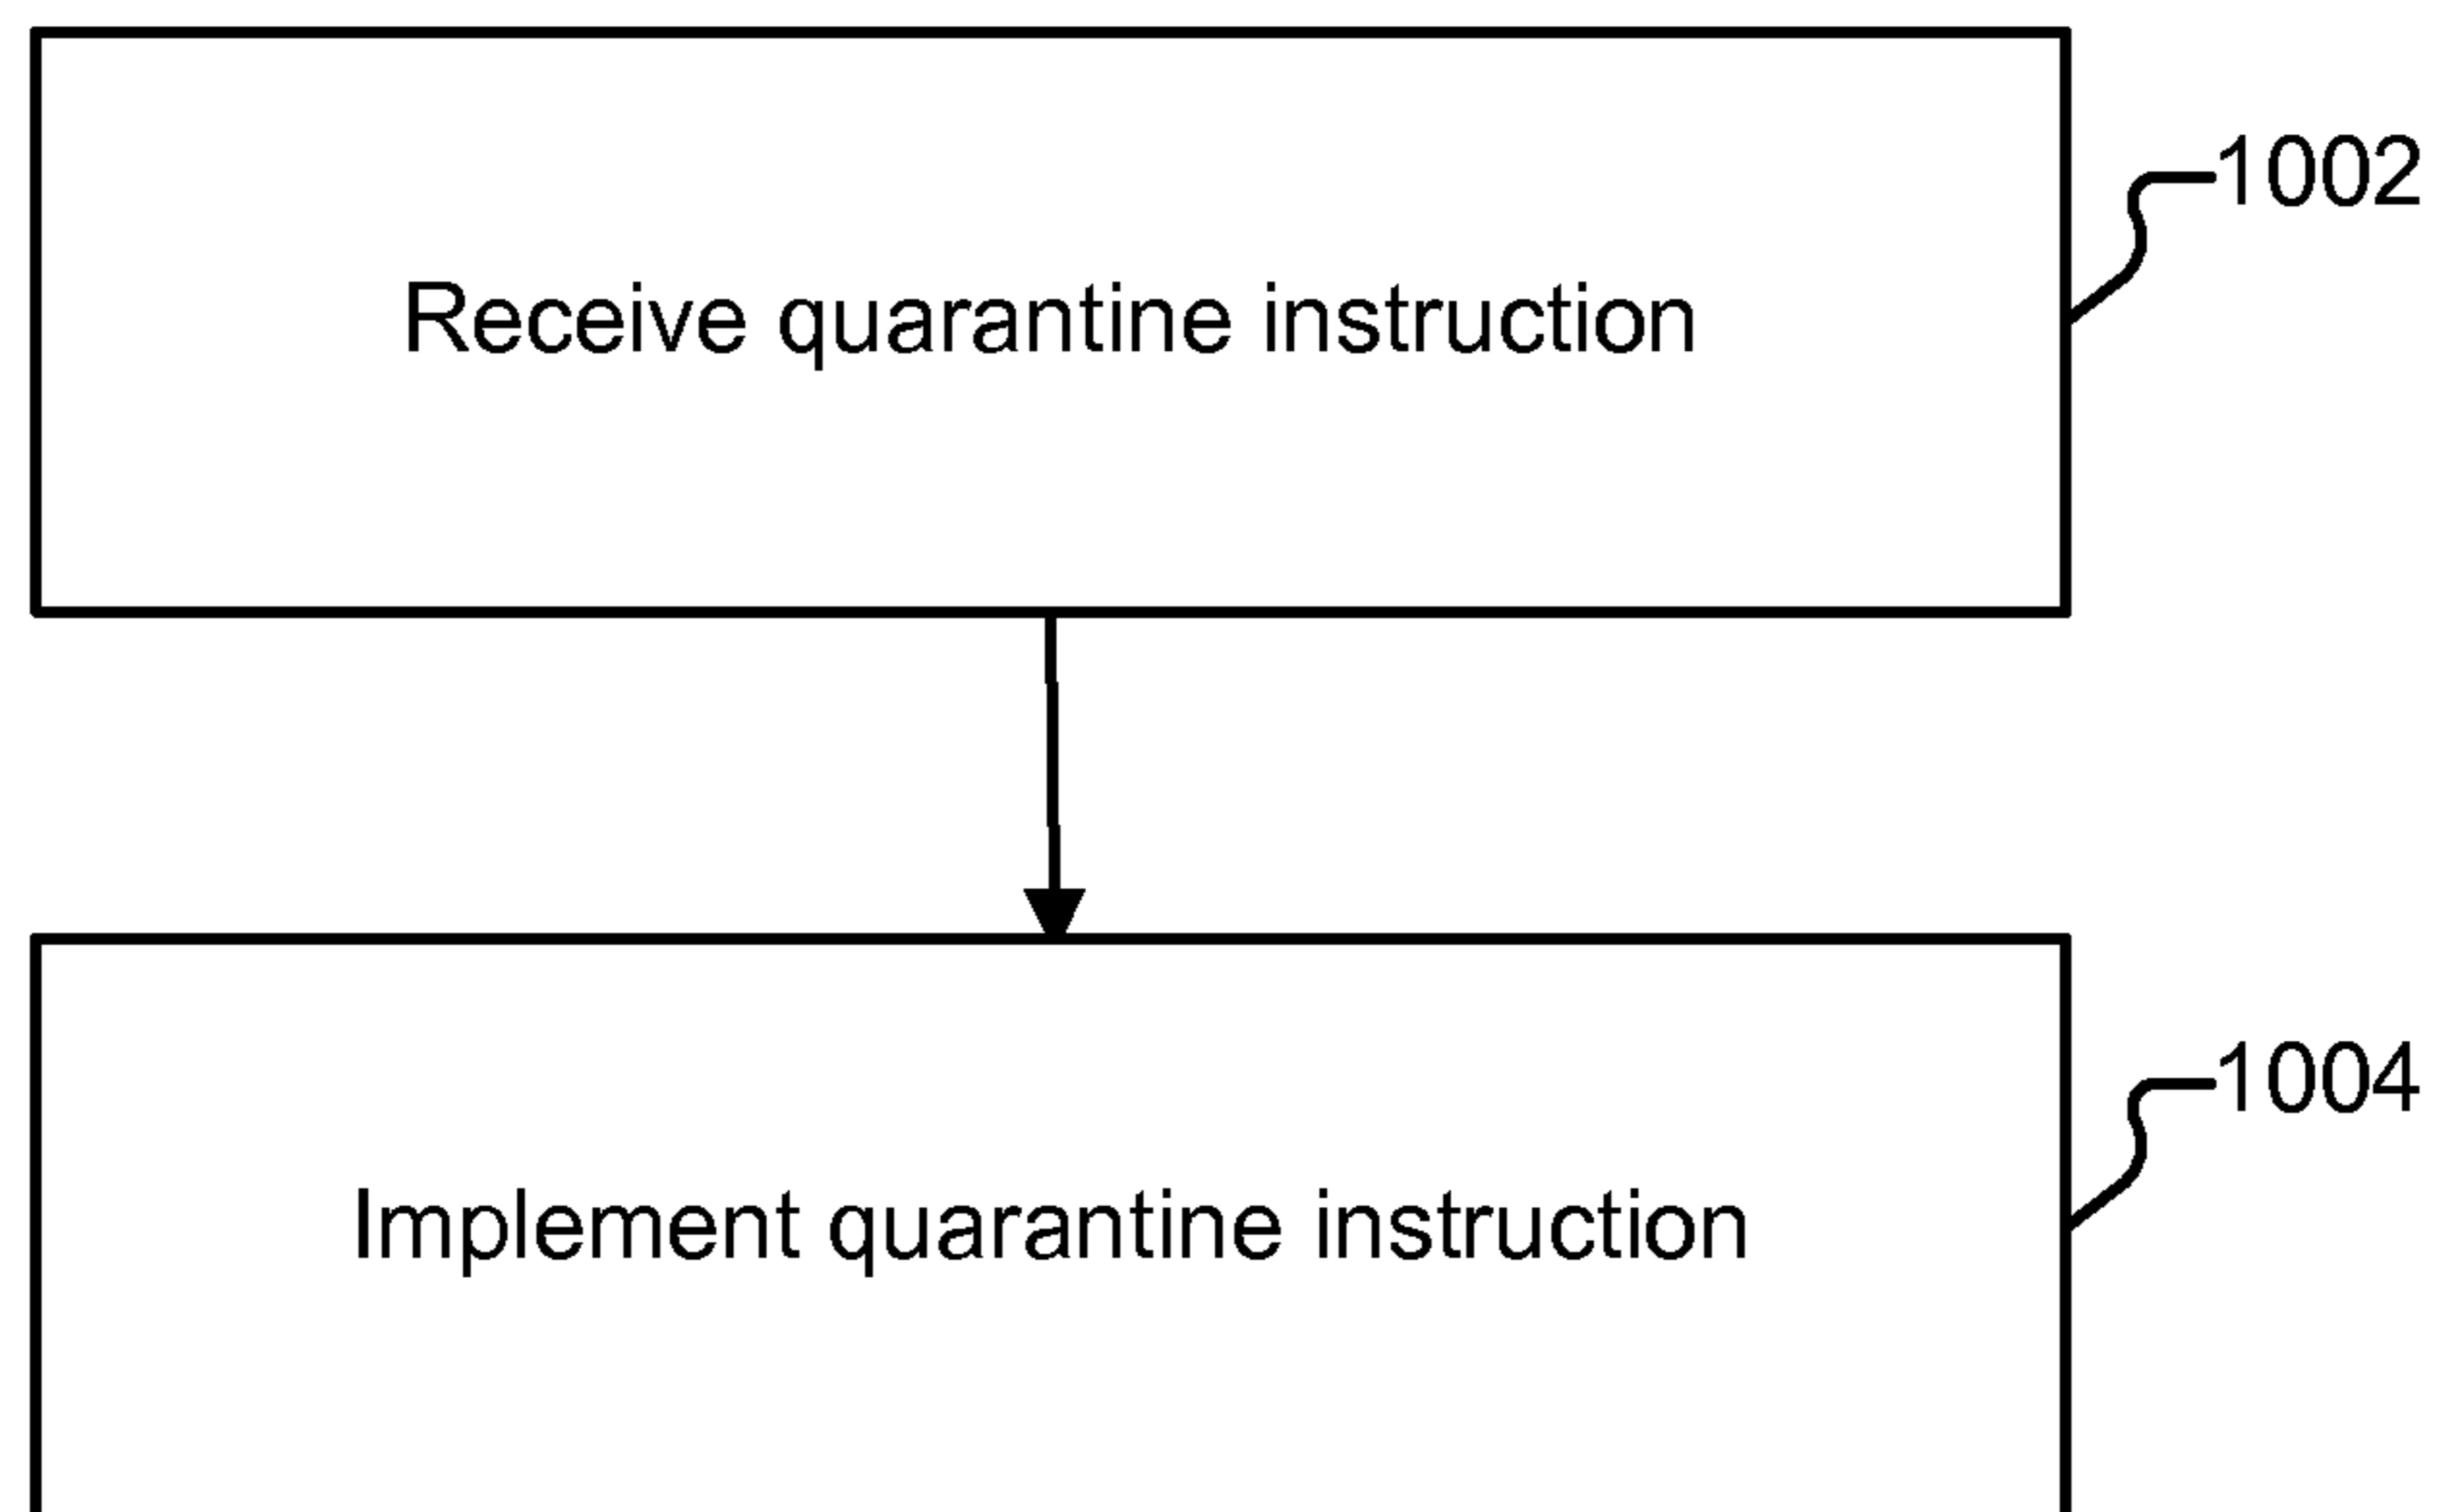 1002
Receive quarantine instruction
1004
Implement quarantine instruction